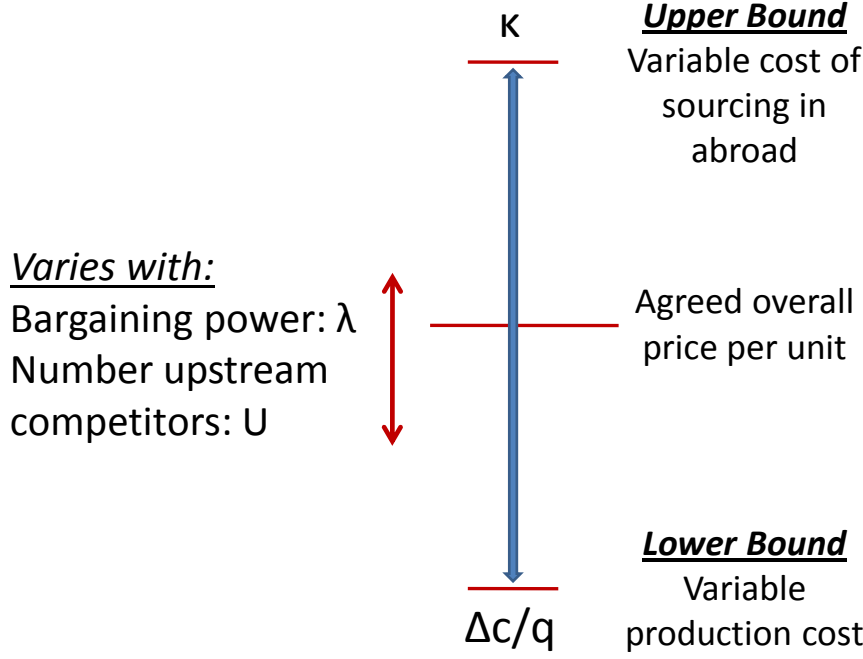 κ
Upper Bound
Variable cost of
sourcing in
abroad
Varies with:
Bargaining power: λ
Number upstream
competitors: U
Agreed overall
price per unit
Lower Bound
Variable
production cost
Δc/q